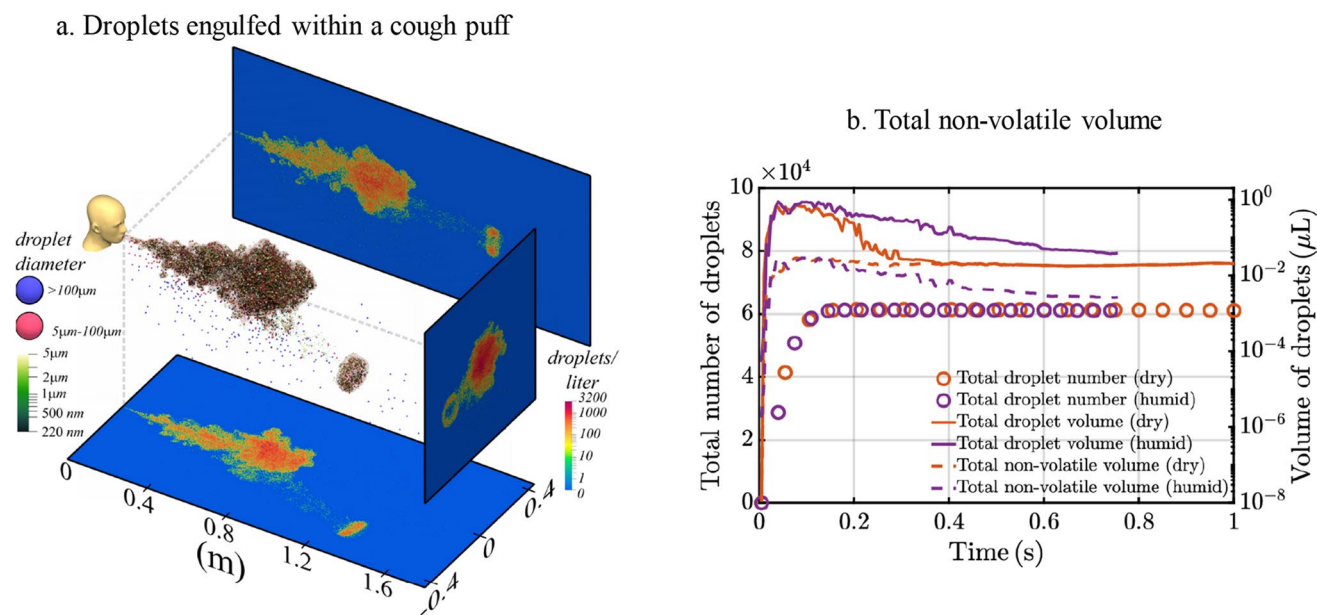 a. Droplets engulfed within a cough puff
droplet
diameter
>100μm
5μm-100μm
5μm
2μm
1μm
500 nm
220 nm
droplets/
liter
3200
1000
100
10
1
0
0
0.4
0.8
1.2
1.6
(m)
-0.4
0
0.4
b. Total non-volatile volume
×10⁴
10
8
6
4
2
0
Total number of droplets
10⁰
10⁻²
10⁻⁴
10⁻⁶
10⁻⁸
Volume of droplets (μL)
Total droplet number (dry)
Total droplet number (humid)
Total droplet volume (dry)
Total droplet volume (humid)
Total non-volatile volume (dry)
Total non-volatile volume (humid)
0
0.2
0.4
0.6
0.8
1
Time (s)